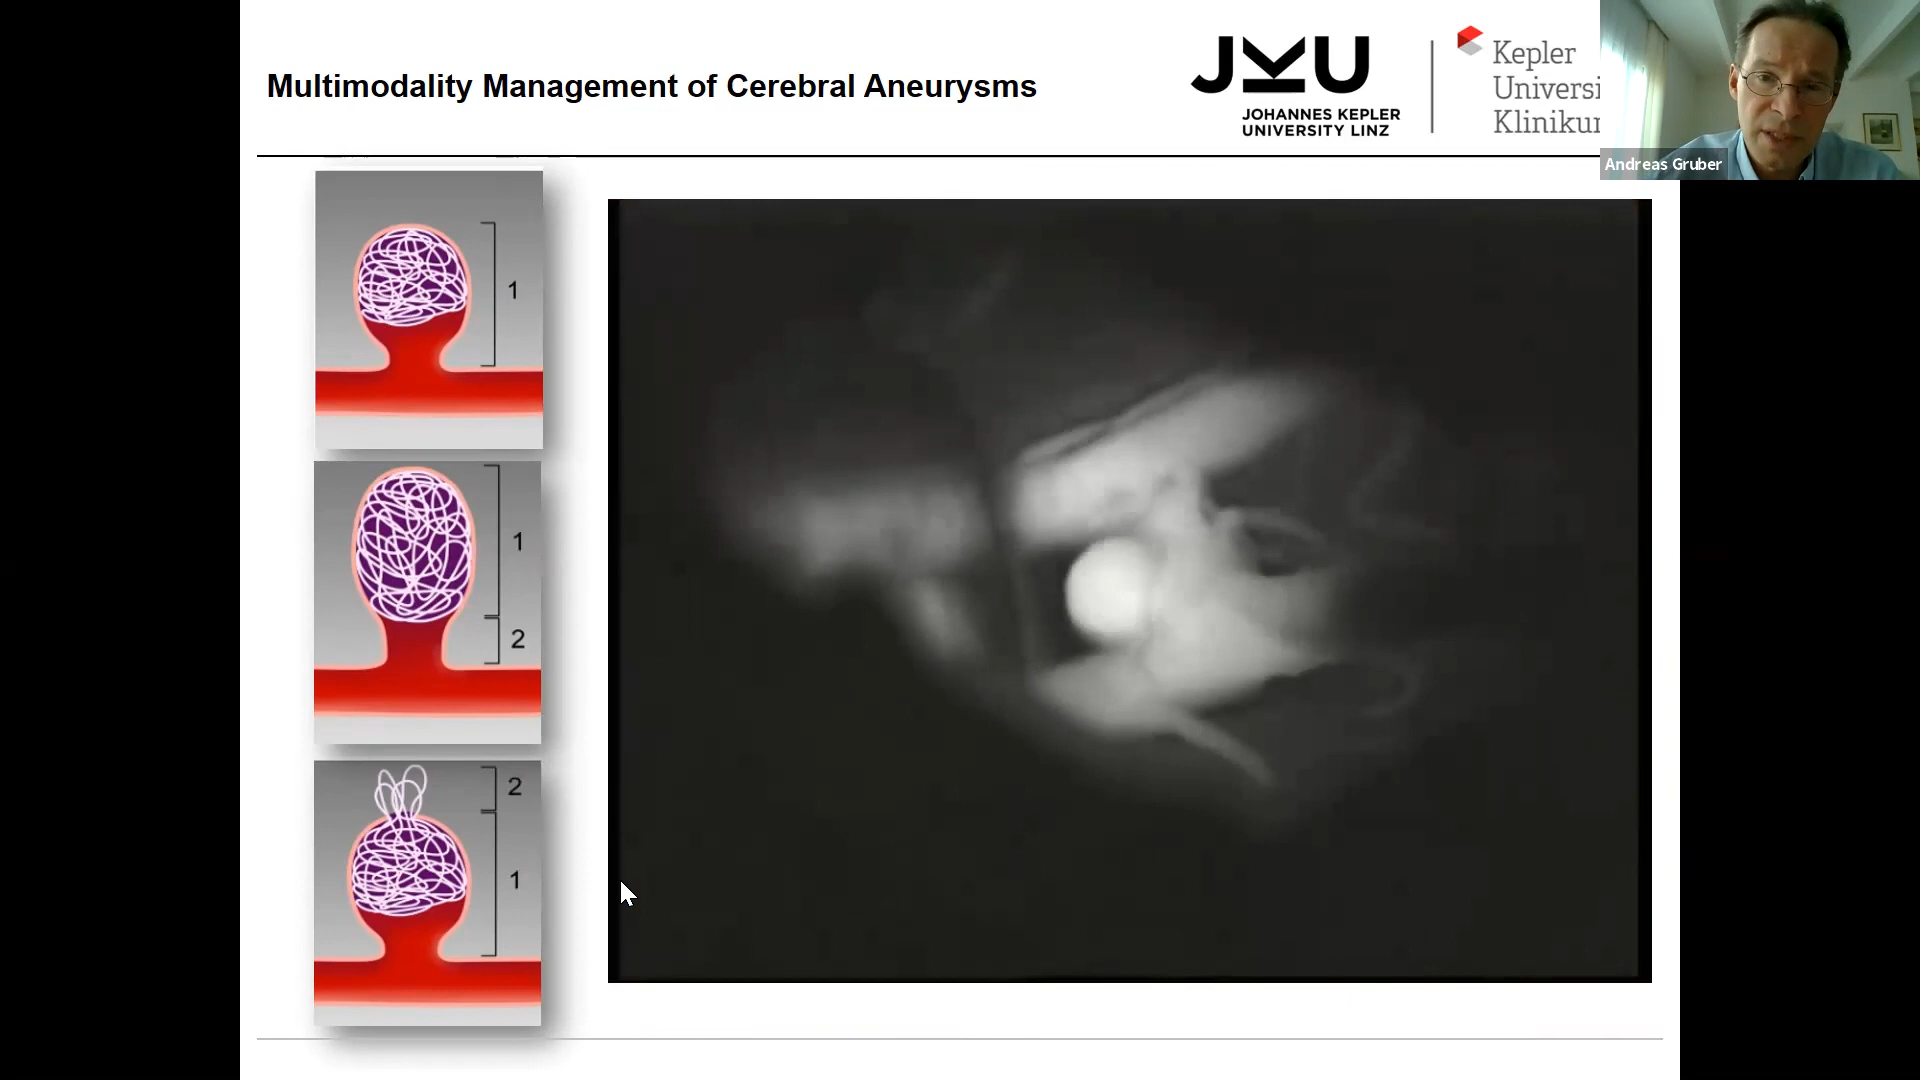 Multimodality Management of Cerebral Aneurysms
JKU
JOHANNES KEPLER
UNIVERSITY LINZ
Kepler
Universi
Klinikur
Andreas Gruber
1
1
2
2
1